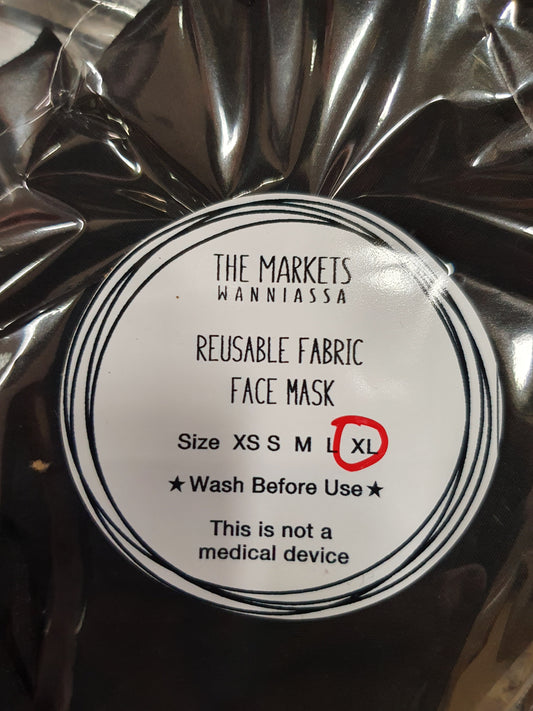 THE MARKETS
WANNIASSA
REUSABLE FABRIC
FACE MASK
Size XS S M L XL
★Wash Before Use★
This is not a
medical device